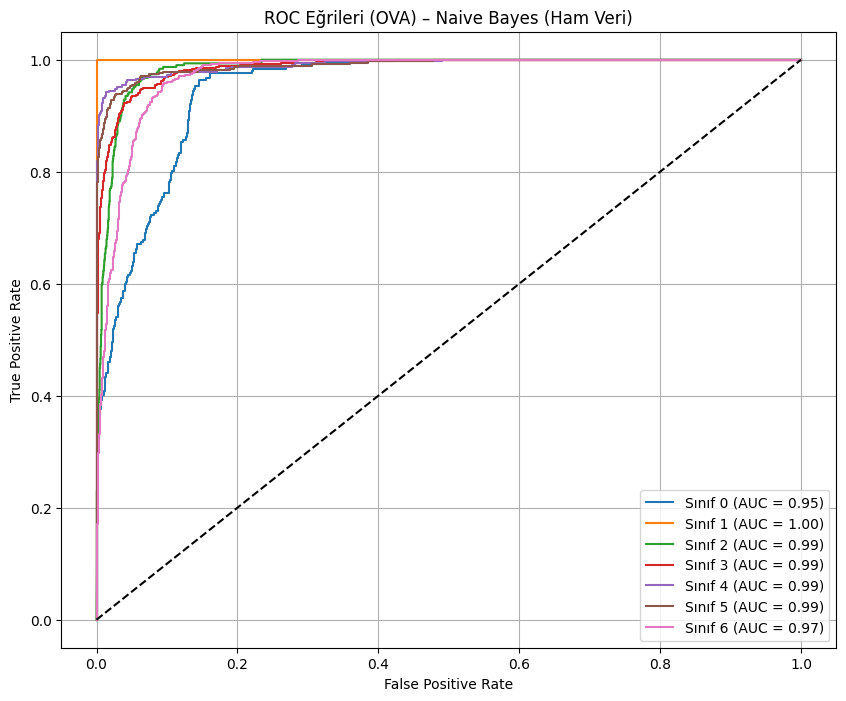 ROC Eğrileri (OVA) – Naive Bayes (Ham Veri)
True Positive Rate
1.0
0.8
0.6
0.4
0.2
0.0
Sınıf 0 (AUC = 0.95)
Sınıf 1 (AUC = 1.00)
Sınıf 2 (AUC = 0.99)
Sınıf 3 (AUC = 0.99)
Sınıf 4 (AUC = 0.99)
Sınıf 5 (AUC = 0.99)
Sınıf 6 (AUC = 0.97)
0.0 0.2 0.4 0.6 0.8 1.0
False Positive Rate